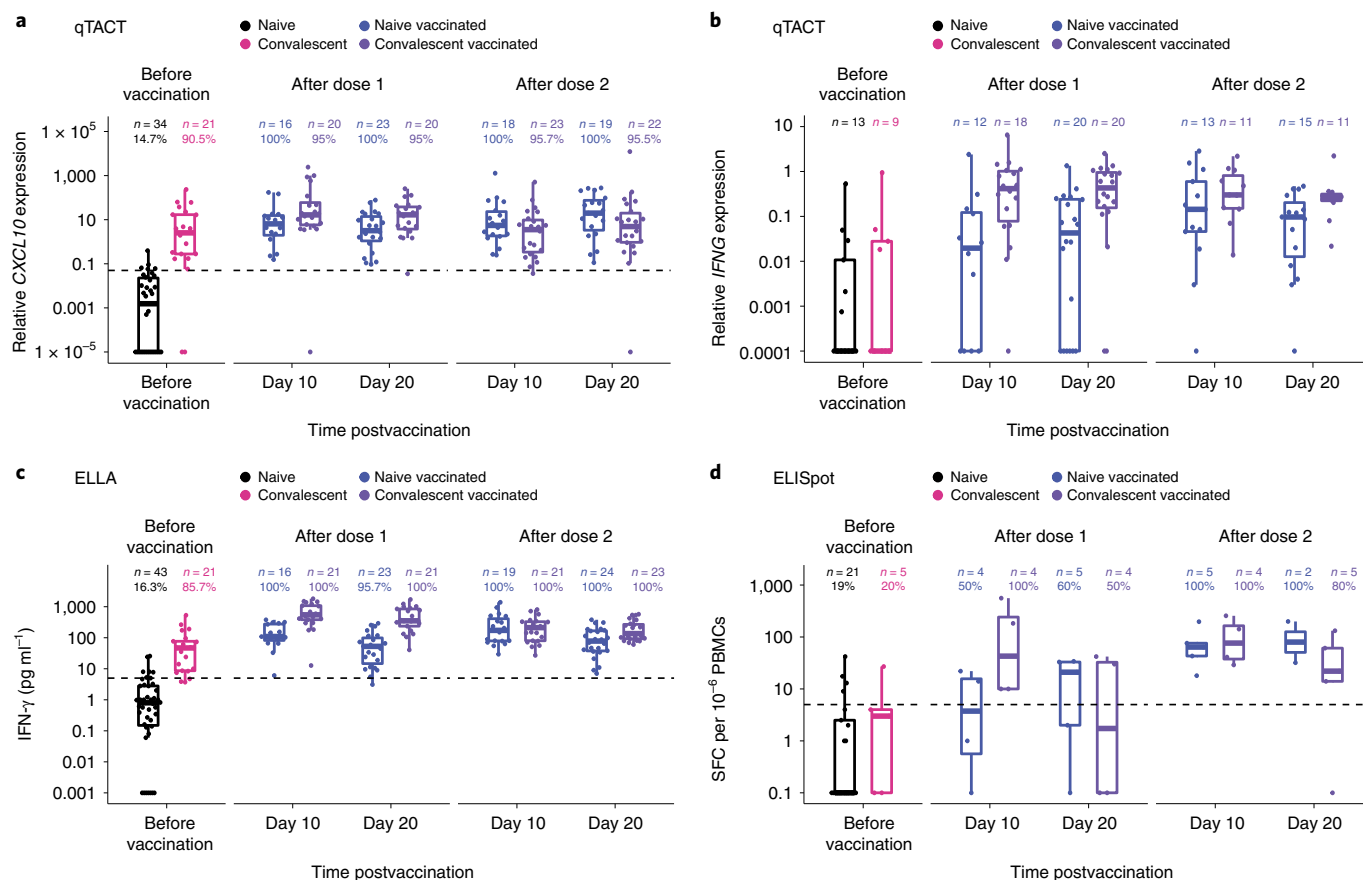 a
qTACT
Naive
Naive vaccinated
Convalescent
Convalescent vaccinated
Before
vaccination
After dose 1
After dose 2
n = 34
n = 21
n = 16
n = 20
n = 23
n = 20
n = 18
n = 23
n = 19
n = 22
14.7%
90.5%
100%
95%
100%
95%
100%
95.7%
100%
95.5%
Relative CXCL10 expression
1 × 10⁵
1,000
10
0.1
0.001
1 × 10⁻⁵
Before
vaccination
Day 10
Day 20
Day 10
Day 20
Time postvaccination
b
qTACT
Naive
Naive vaccinated
Convalescent
Convalescent vaccinated
Before
vaccination
After dose 1
After dose 2
n = 13
n = 9
n = 12
n = 18
n = 20
n = 20
n = 13
n = 11
n = 15
n = 11
Relative IFNG expression
10
1
0.1
0.01
0.001
0.0001
Before
vaccination
Day 10
Day 20
Day 10
Day 20
Time postvaccination
c
ELLA
Naive
Naive vaccinated
Convalescent
Convalescent vaccinated
Before
vaccination
After dose 1
After dose 2
n = 43
n = 21
n = 16
n = 21
n = 23
n = 21
n = 19
n = 21
n = 24
n = 23
16.3%
85.7%
100%
100%
95.7%
100%
100%
100%
100%
100%
IFN-γ (pg ml⁻¹)
1,000
100
10
1
0.1
0.01
0.001
Before
vaccination
Day 10
Day 20
Day 10
Day 20
Time postvaccination
d
ELISpot
Naive
Naive vaccinated
Convalescent
Convalescent vaccinated
Before
vaccination
After dose 1
After dose 2
n = 21
n = 5
n = 4
n = 4
n = 5
n = 4
n = 5
n = 4
n = 2
n = 5
19%
20%
50%
100%
60%
50%
100%
100%
100%
80%
SFC per 10⁻⁶ PBMCs
1,000
100
10
1
0.1
Before
vaccination
Day 10
Day 20
Day 10
Day 20
Time postvaccination